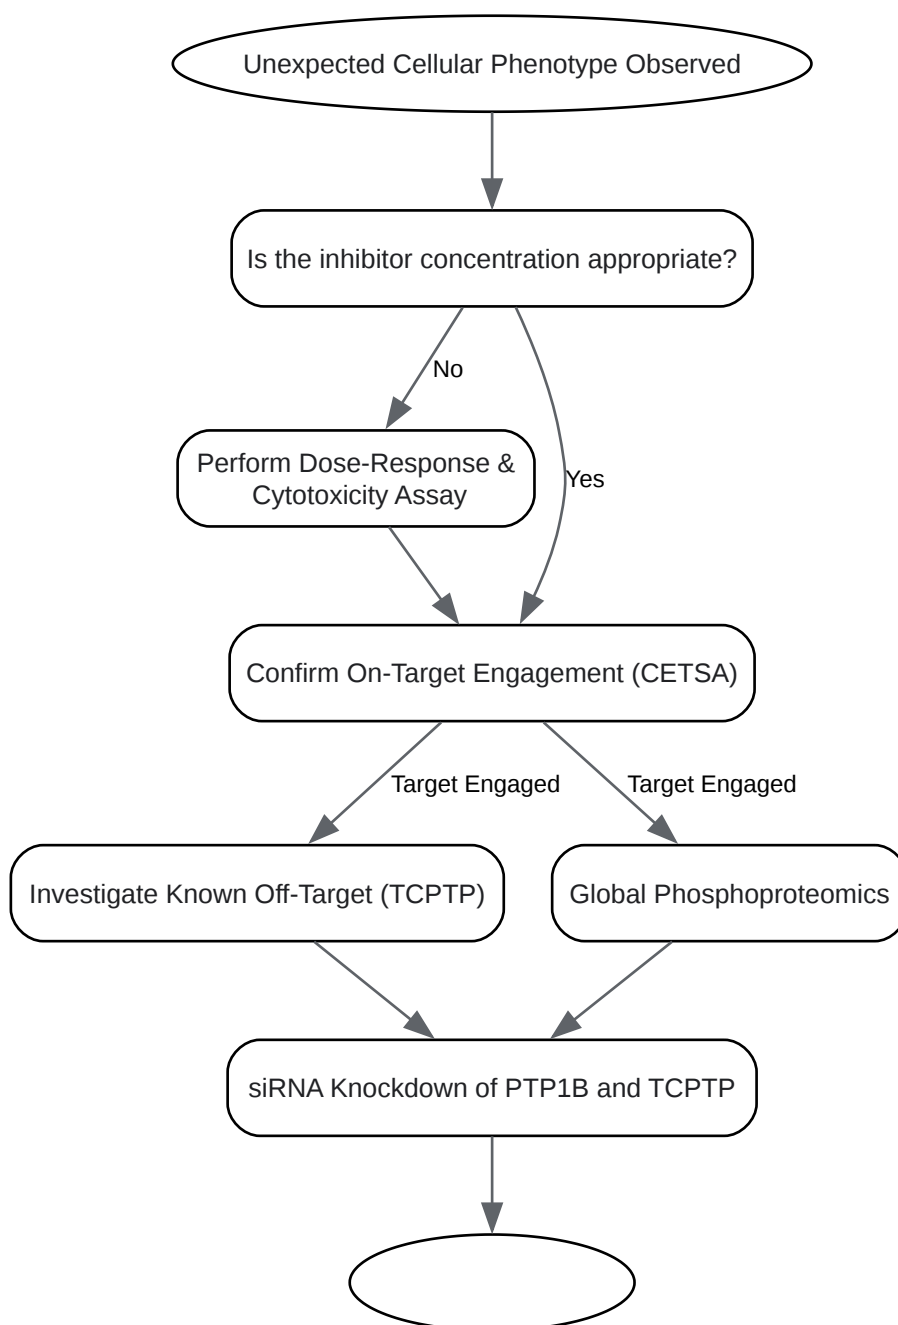 Unexpected Cellular Phenotype Observed
Is the inhibitor concentration appropriate?
No
Perform Dose-Response &
Cytotoxicity Assay
Yes
Confirm On-Target Engagement (CETSA)
Target Engaged
Target Engaged
Investigate Known Off-Target (TCPTP)
Global Phosphoproteomics
siRNA Knockdown of PTP1B and TCPTP